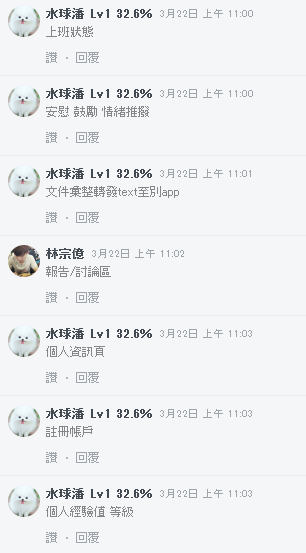 水球潘 Lv1 32.6% 3月22日 上午 11:00
上班狀態
讚 · 回覆
水球潘 Lv1 32.6% 3月22日 上午 11:00
安慰 鼓勵 情緒推撥
讚 · 回覆
水球潘 Lv1 32.6% 3月22日 上午 11:01
文件彙整轉發text至別app
讚 · 回覆
林宗億 3月22日 上午 11:02
報告/討論區
讚 · 回覆
水球潘 Lv1 32.6% 3月22日 上午 11:03
個人資訊頁
讚 · 回覆
水球潘 Lv1 32.6% 3月22日 上午 11:03
註冊帳戶
讚 · 回覆
水球潘 Lv1 32.6% 3月22日 上午 11:03
個人經驗值 等級
讚 · 回覆